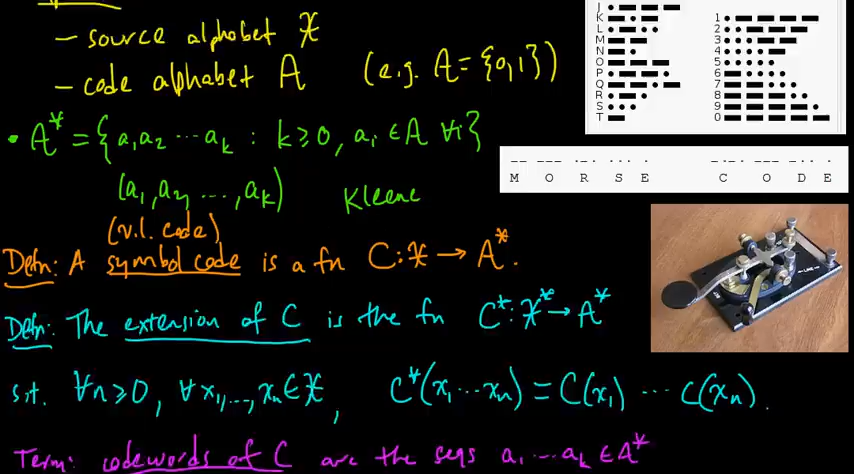 – source alphabet 𝒳
– code alphabet A (e.g. A = {0,1})
• A* = {a₁a₂ ⋯ aₖ : k ≥ 0, aᵢ ∈ A ∀i}
(a₁, a₂, ..., aₖ) Kleene
(v.l. code)
Defn: A symbol code is a fn C: 𝒳 → A*.
Defn: The extension of C is the fn C*: 𝒳* → A*
s.t. ∀n ≥ 0, ∀x₁,...,xₙ ∈ 𝒳, C*(x₁ ⋯ xₙ) = C(x₁) ⋯ C(xₙ).
Term: codewords of C are the seqs a₁ ⋯ aₖ ∈ A*
J
K 1
L 2
M 3
N 4
O 5
P 6
Q 7
R 8
S 9
T 0
M O R S E C O D E